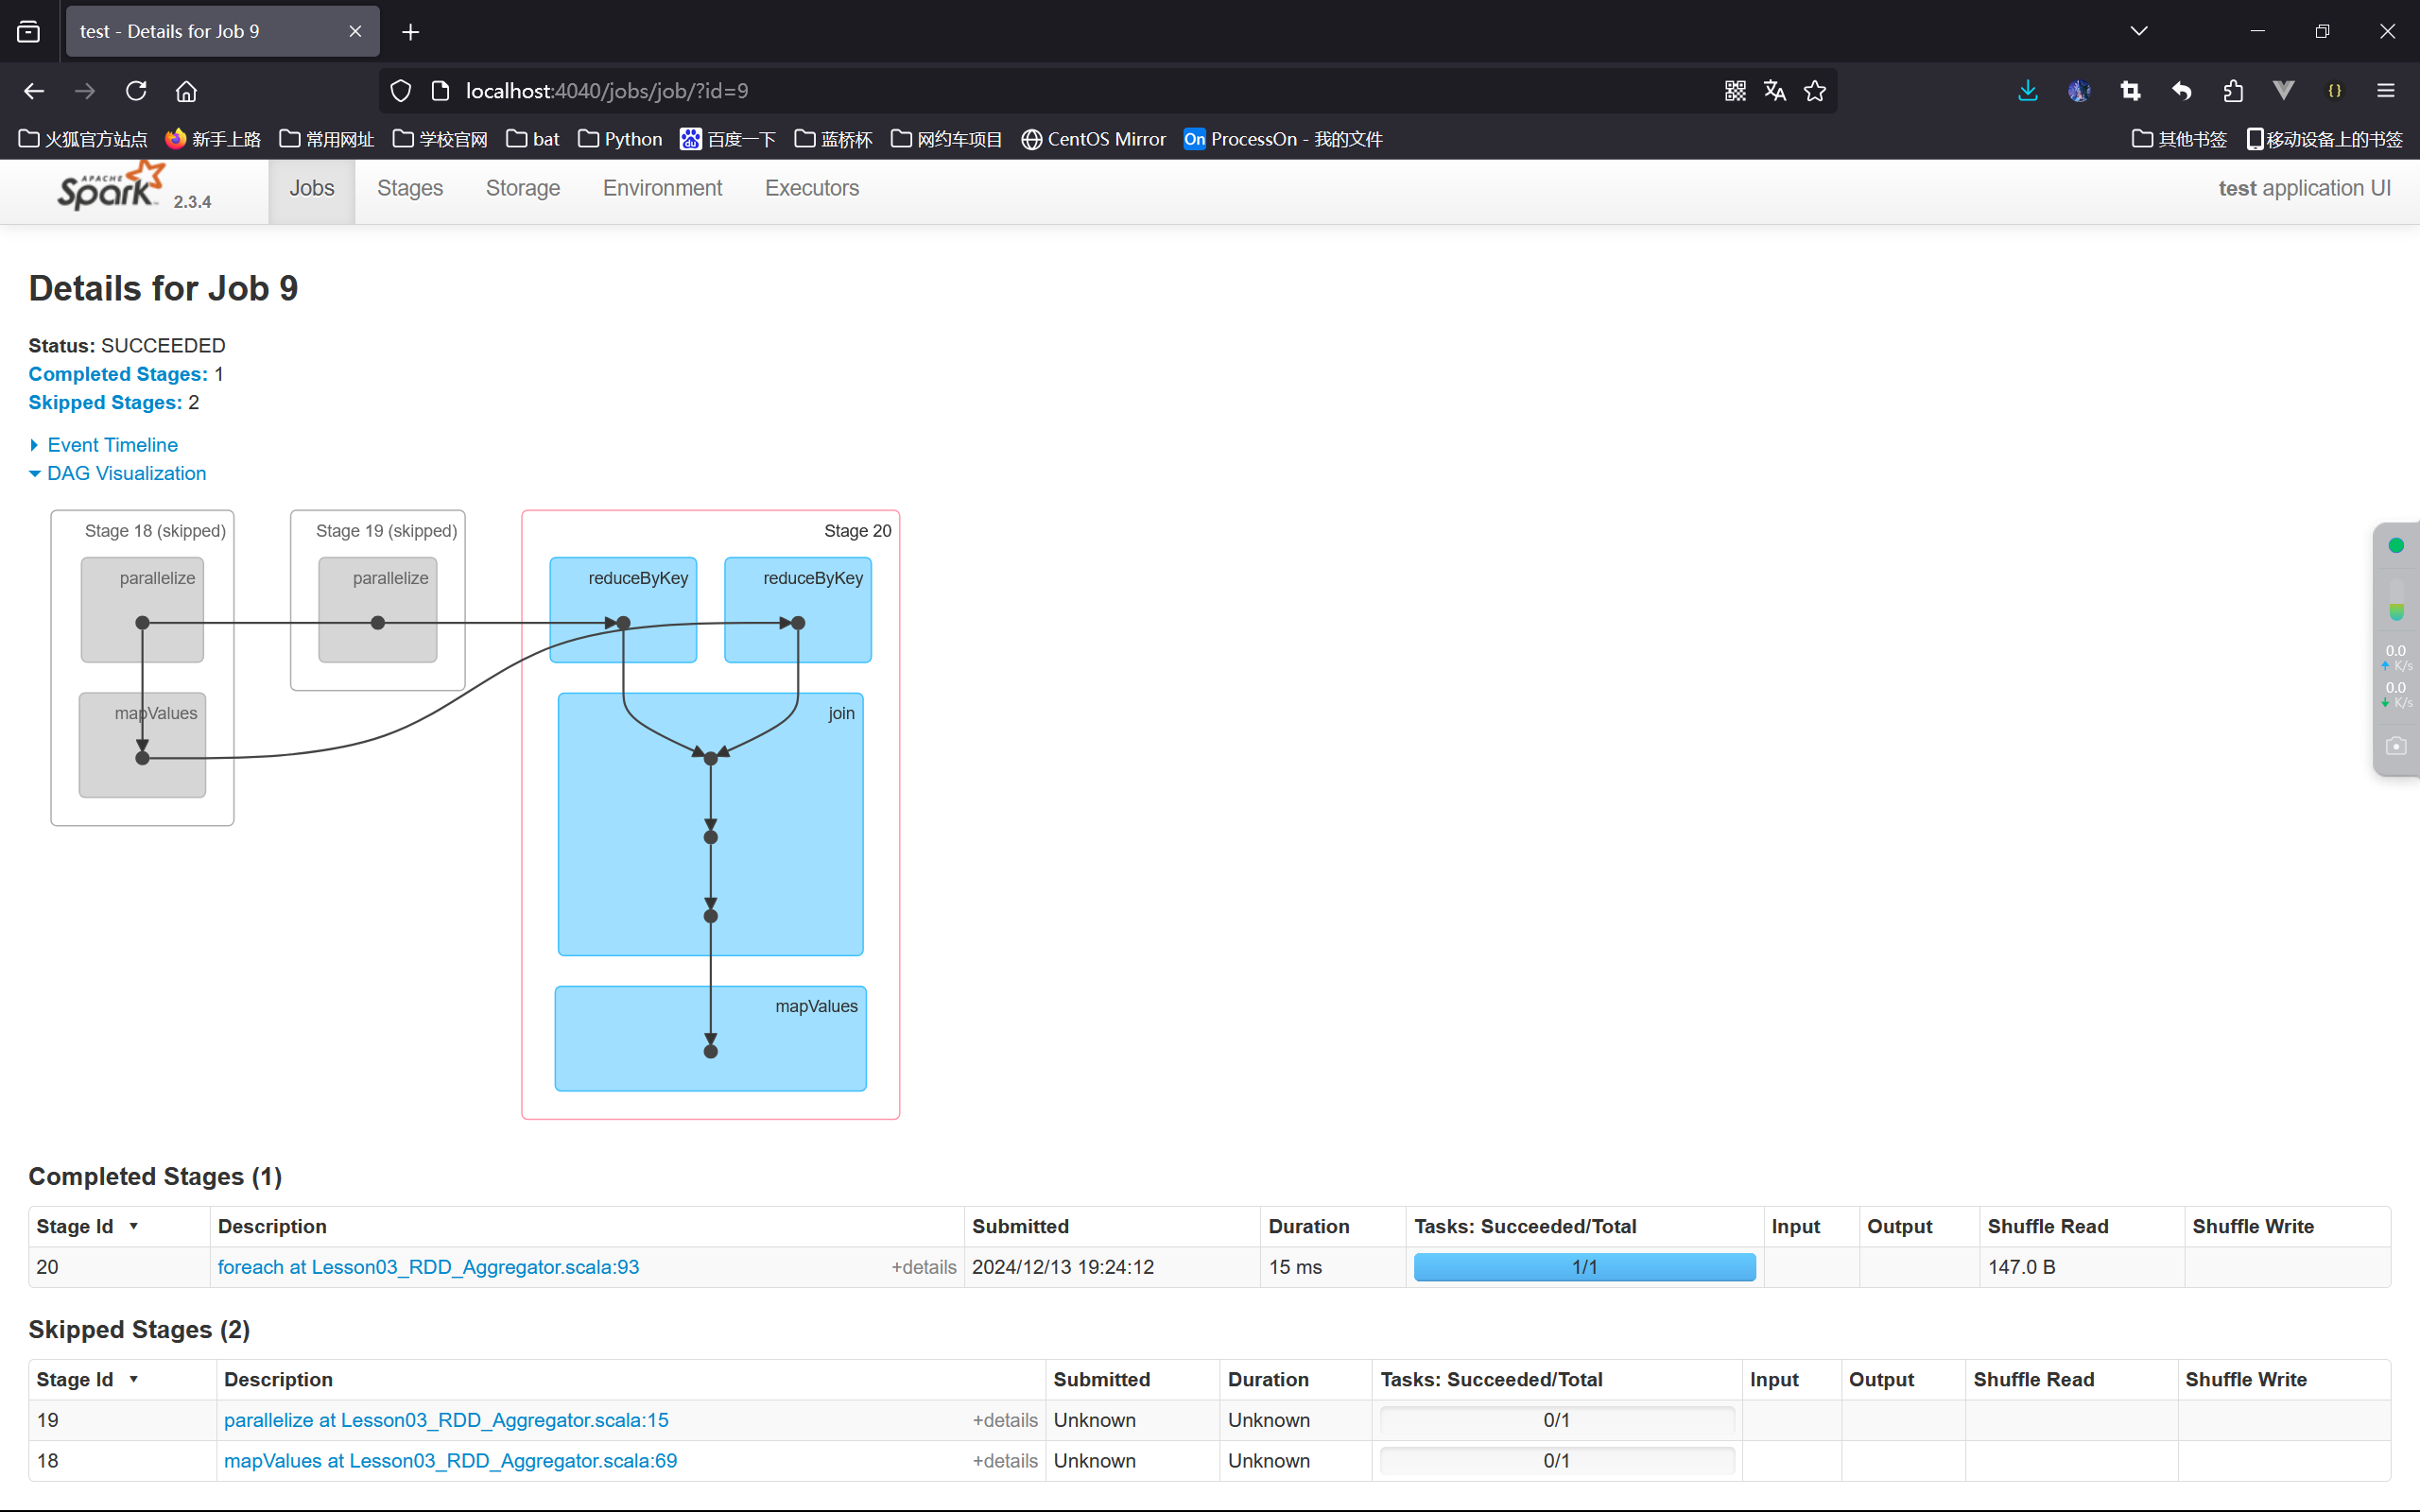 test - Details for Job 9
localhost:4040/jobs/job/?id=9
火狐官方站点 新手上路 常用网址 学校官网 bat Python du 百度一下 蓝桥杯 网约车项目 CentOS Mirror On ProcessOn - 我的文件 其他书签 移动设备上的书签
APACHE Spark 2.3.4 Jobs Stages Storage Environment Executors test application UI
Details for Job 9
Status: SUCCEEDED
Completed Stages: 1
Skipped Stages: 2
Event Timeline
DAG Visualization
Stage 18 (skipped) Stage 19 (skipped) Stage 20
parallelize parallelize reduceByKey reduceByKey
mapValues join
mapValues
0.0
K/s
0.0
K/s
Completed Stages (1)
Stage Id Description Submitted Duration Tasks: Succeeded/Total Input Output Shuffle Read Shuffle Write
20 foreach at Lesson03_RDD_Aggregator.scala:93 +details 2024/12/13 19:24:12 15 ms 1/1 147.0 B
Skipped Stages (2)
Stage Id Description Submitted Duration Tasks: Succeeded/Total Input Output Shuffle Read Shuffle Write
19 parallelize at Lesson03_RDD_Aggregator.scala:15 +details Unknown Unknown 0/1
18 mapValues at Lesson03_RDD_Aggregator.scala:69 +details Unknown Unknown 0/1